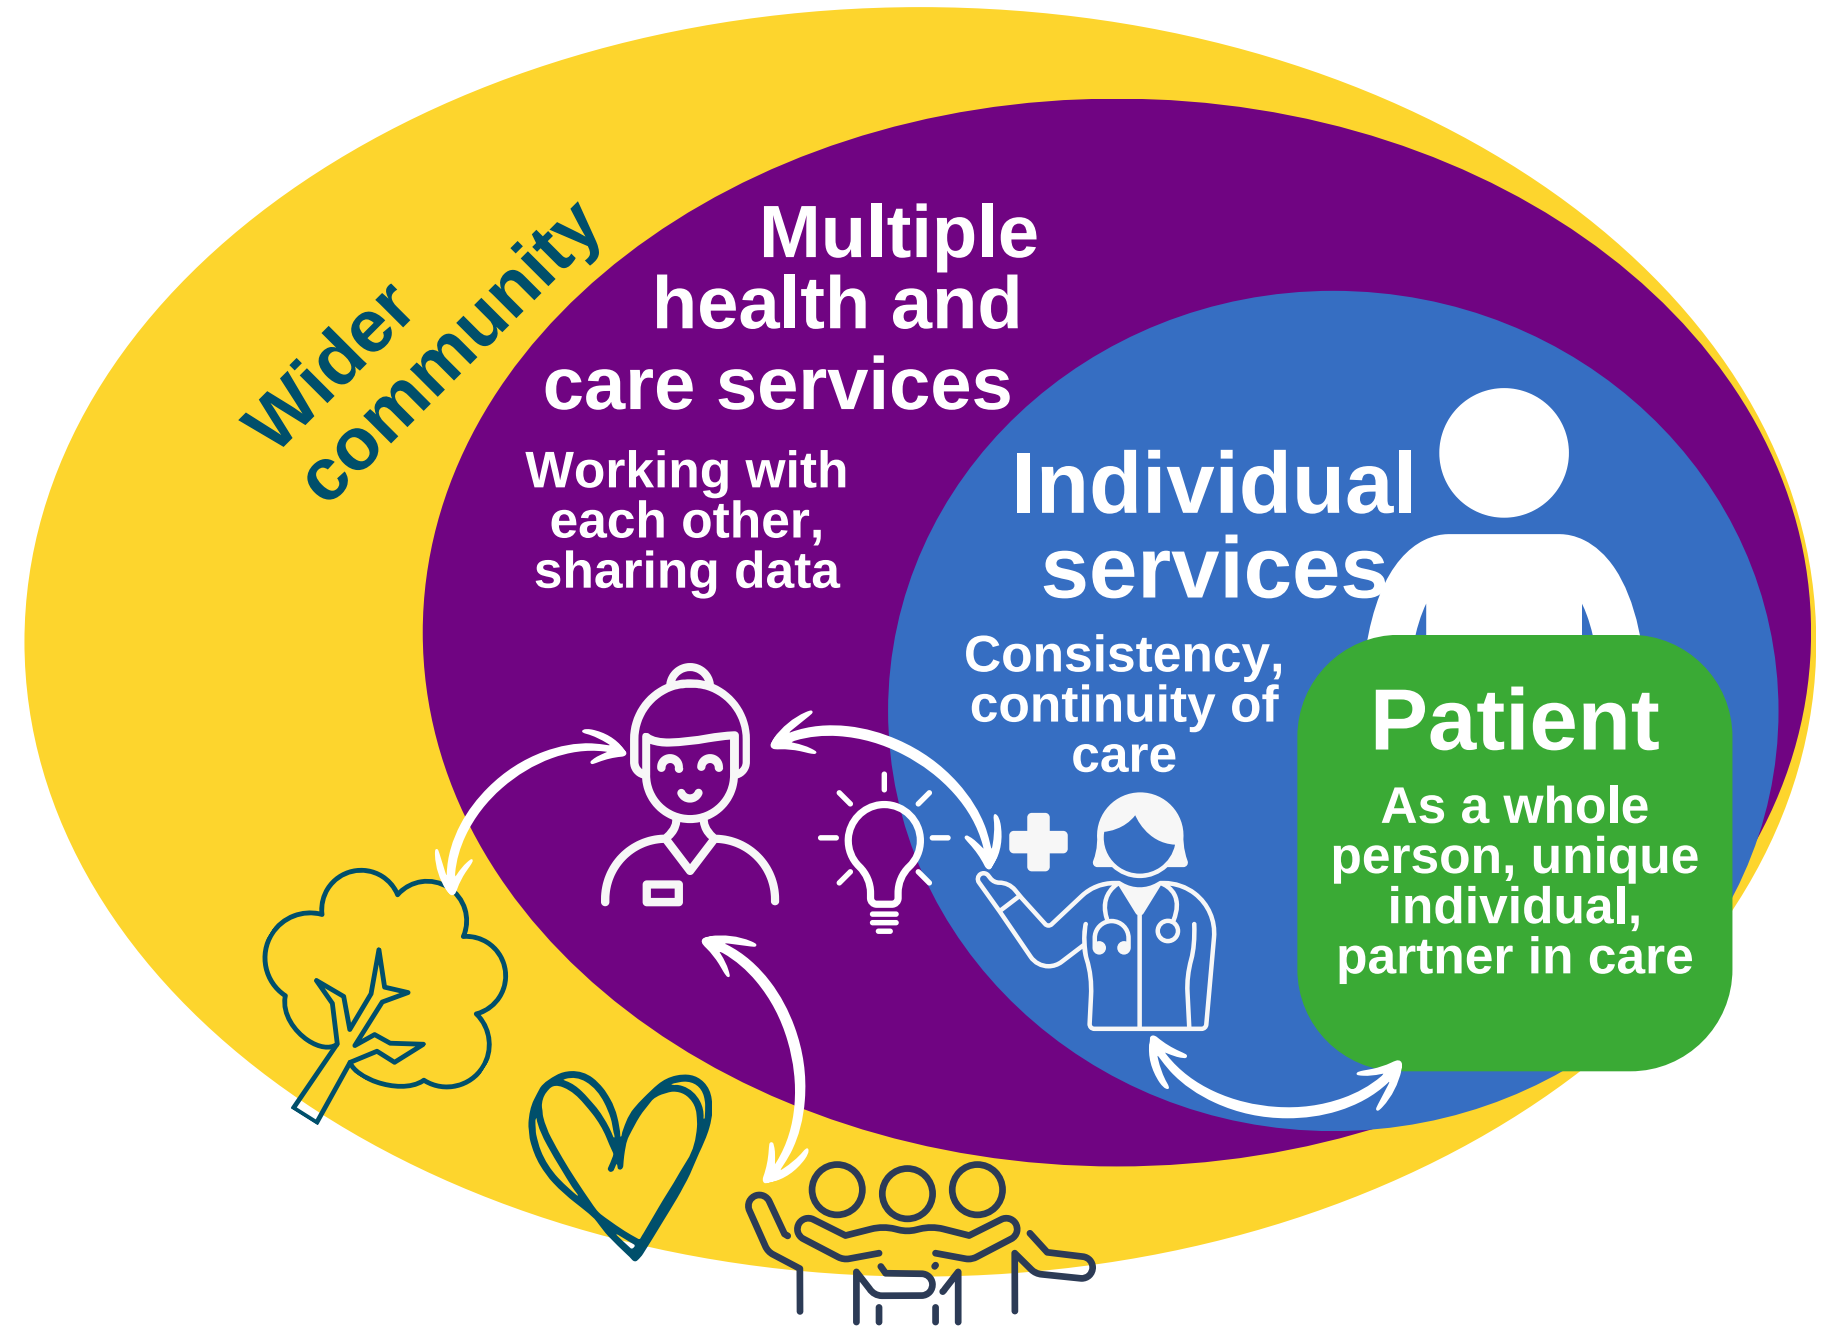 Wider
community
Multiple
health and
care services
Working with
each other,
sharing data
Individual
services
Consistency,
continuity of
care
Patient
As a whole
person, unique
individual,
partner in care